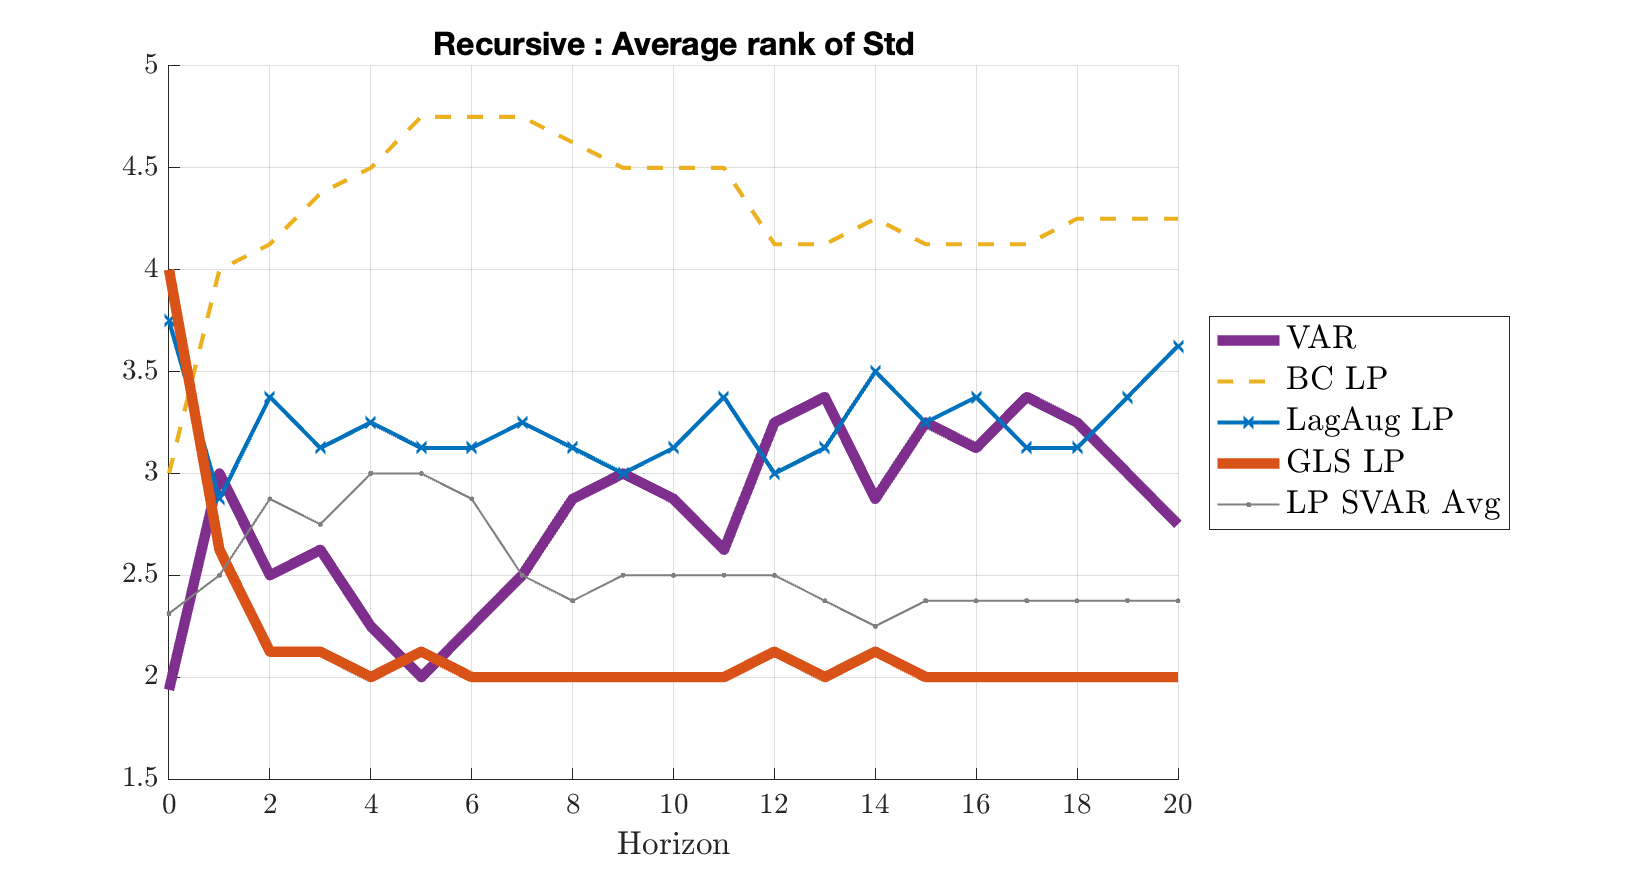 Recursive : Average rank of Std
5
4.5
4
3.5
3
2.5
2
1.5
0 2 4 6 8 10 12 14 16 18 20
Horizon
VAR
BC LP
LagAug LP
GLS LP
LP SVAR Avg